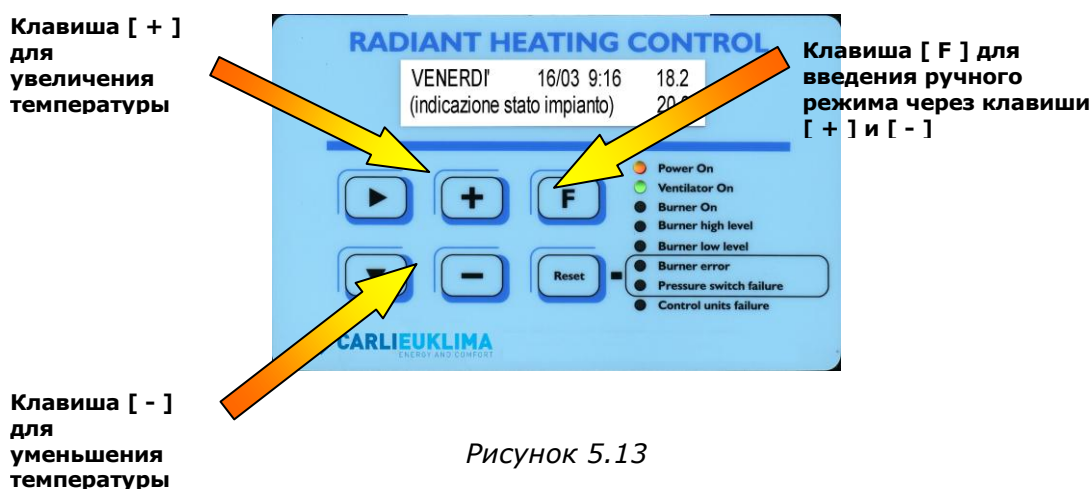 Клавиша [ + ]
для
увеличения
температуры
RADIANT HEATING CONTROL
VENERDI' 16/03 9:16 18.2
(indicazione stato impianto)
Клавиша [ F ] для
введения ручного
режима через клавиши
[ + ] и [ - ]
+
F
Power On
Ventilator On
Burner On
Burner high level
Burner low level
Burner error
Pressure switch failure
Control units failure
-
Reset
CARLIEUKLIMA
ENERGY AND COMFORT
Клавиша [ - ]
для
уменьшения
температуры
Рисунок 5.13